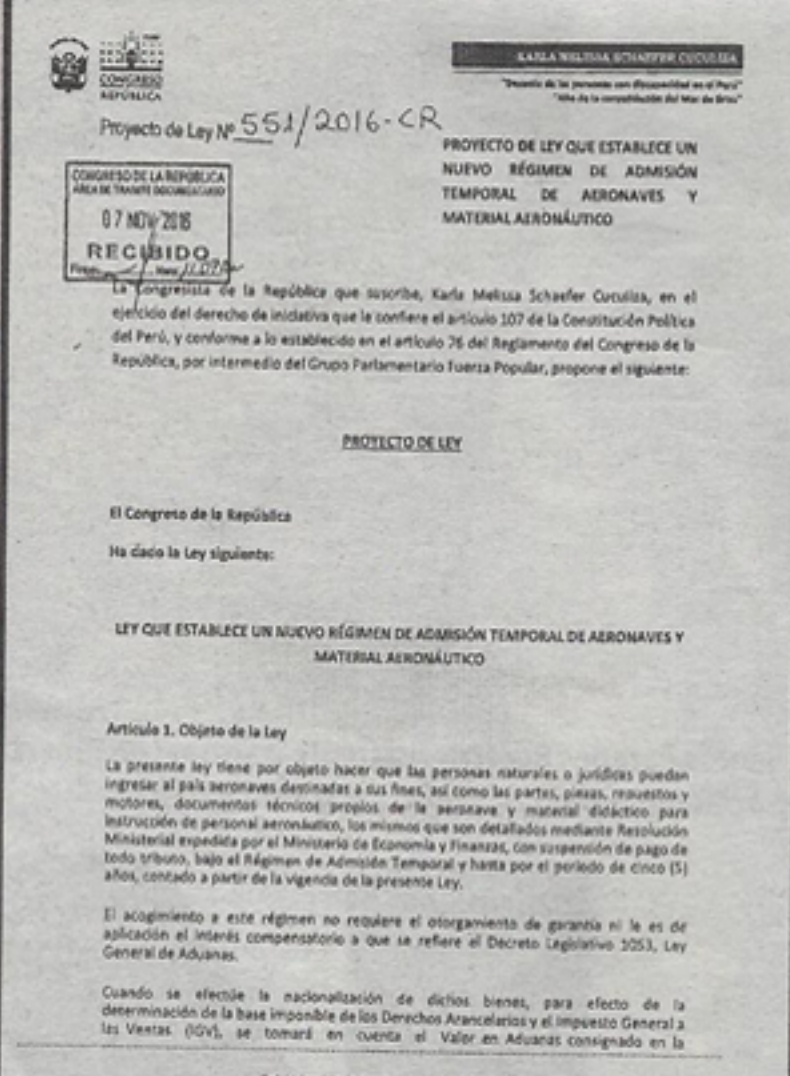 CONGRESO
REPÚBLICA
KARLA MELISSA SCHAEFER CUCULIZA
"Decenio de las personas con discapacidad en el Perú"
"Año de la consolidación del Mar de Grau"
Proyecto de Ley Nº 551/2016-CR
PROYECTO DE LEY QUE ESTABLECE UN
NUEVO RÉGIMEN DE ADMISIÓN
TEMPORAL DE AERONAVES Y
MATERIAL AERONÁUTICO
CONGRESO DE LA REPÚBLICA
ÁREA DE TRAMITE DOCUMENTARIO
07 NOV 2016
RECIBIDO
La Congresista de la República que suscribe, Karla Melissa Schaefer Cuculiza, en el
ejercicio del derecho de iniciativa que le confiere el artículo 107 de la Constitución Política
del Perú, y conforme a lo establecido en el artículo 76 del Reglamento del Congreso de la
República, por intermedio del Grupo Parlamentario Fuerza Popular, propone el siguiente:
PROYECTO DE LEY
El Congreso de la República
Ha dado la Ley siguiente:
LEY QUE ESTABLECE UN NUEVO RÉGIMEN DE ADMISIÓN TEMPORAL DE AERONAVES Y
MATERIAL AERONÁUTICO
Artículo 1. Objeto de la Ley
La presente ley tiene por objeto hacer que las personas naturales o jurídicas puedan
ingresar al país aeronaves destinadas a sus fines, así como las partes, piezas, repuestos y
motores, documentos técnicos propios de la aeronave y material didáctico para
instrucción de personal aeronáutico, los mismos que son detallados mediante Resolución
Ministerial expedida por el Ministerio de Economía y Finanzas, con suspensión de pago de
todo tributo, bajo el Régimen de Admisión Temporal y hasta por el periodo de cinco (5)
años, contado a partir de la vigencia de la presente Ley.
El acogimiento a este régimen no requiere el otorgamiento de garantía ni le es de
aplicación el interés compensatorio a que se refiere el Decreto Legislativo 1053, Ley
General de Aduanas.
Cuando se efectúe la nacionalización de dichos bienes, para efecto de la
determinación de la base imponible de los Derechos Arancelarios y el Impuesto General a
las Ventas (IGV), se tomará en cuenta el Valor en Aduanas consignado en la